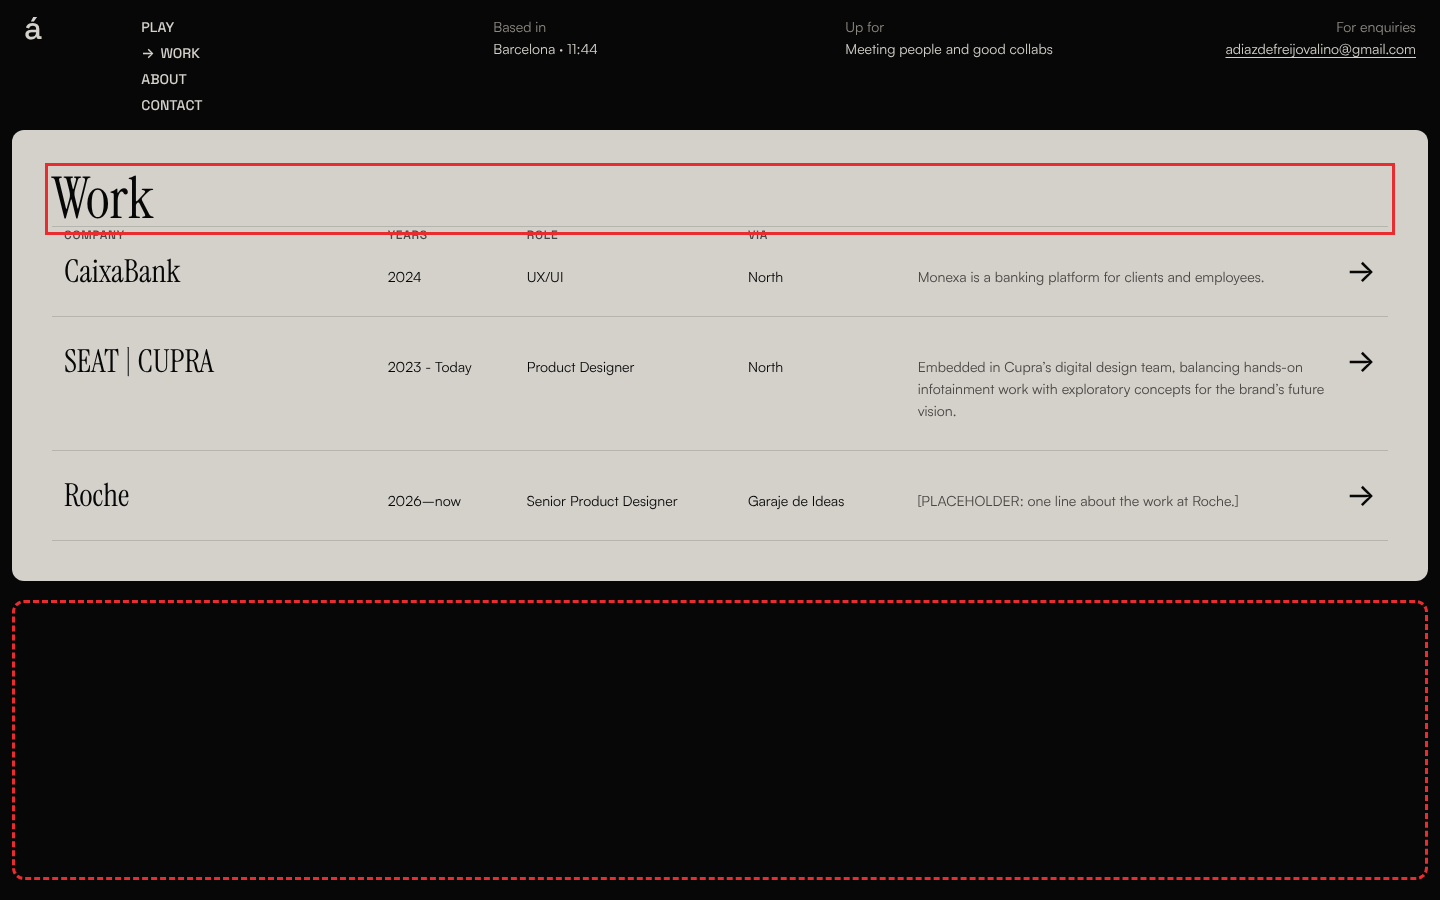 á
PLAY
→ WORK
ABOUT
CONTACT
Based in
Barcelona · 11:44
Up for
Meeting people and good collabs
For enquiries
adiazdefreijovalino@gmail.com
Work
COMPANY YEARS ROLE VIA
CaixaBank 2024 UX/UI North Monexa is a banking platform for clients and employees. →
SEAT | CUPRA 2023 - Today Product Designer North Embedded in Cupra’s digital design team, balancing hands-on →
infotainment work with exploratory concepts for the brand’s future
vision.
Roche 2026—now Senior Product Designer Garaje de Ideas [PLACEHOLDER: one line about the work at Roche.] →